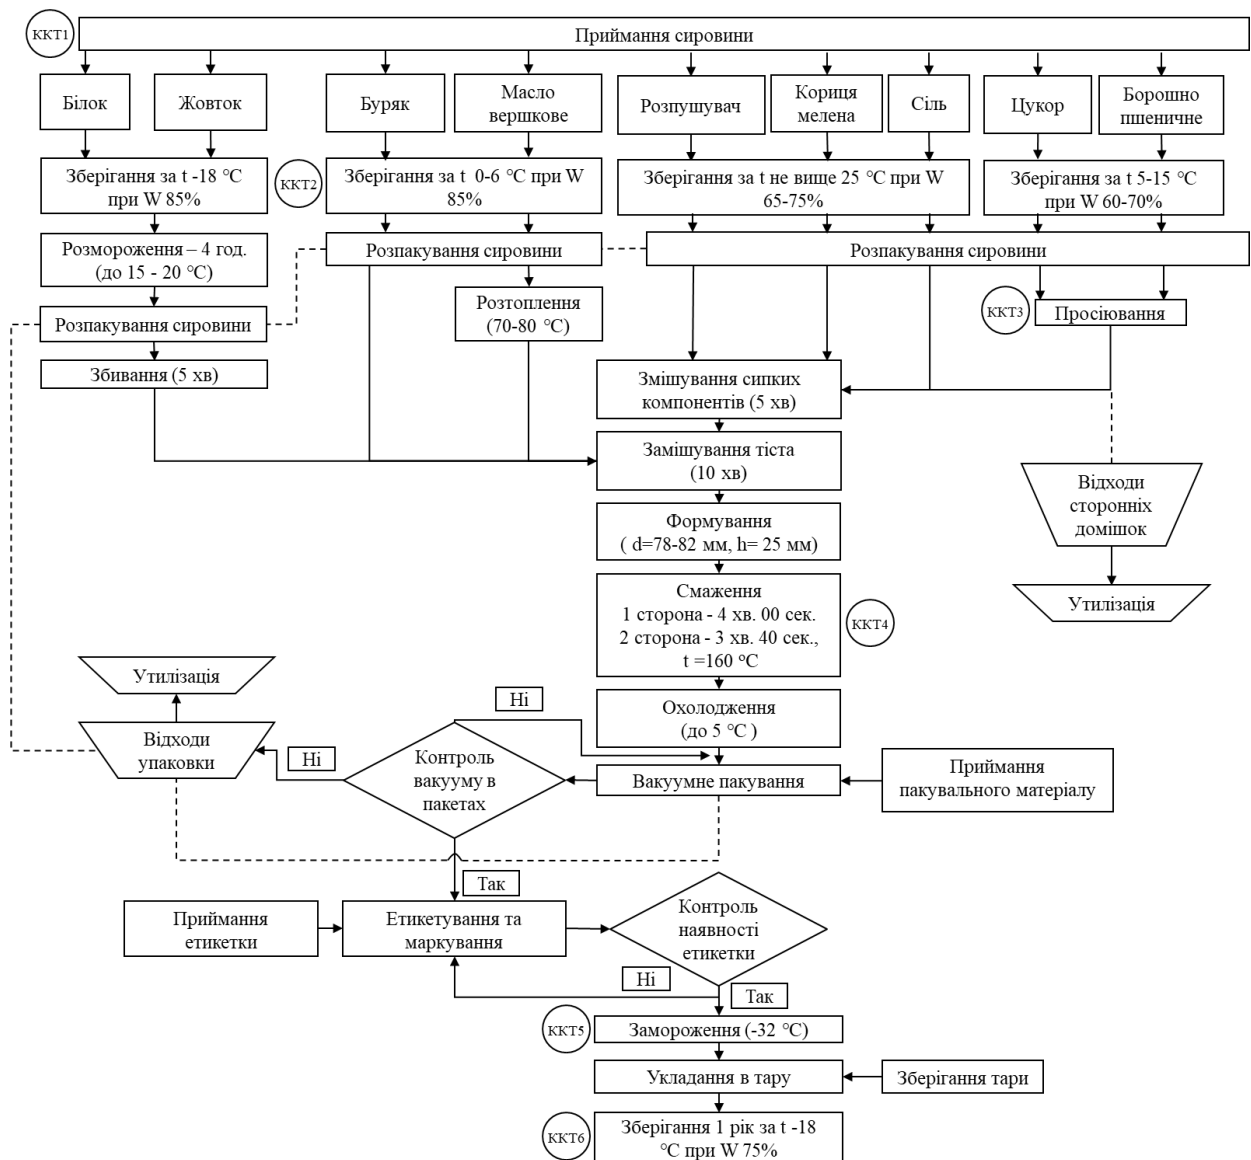 ККТ1
Приймання сировини
Білок
Жовток
Буряк
Масло
вершкове
Розпушувач
Кориця
мелена
Сіль
Цукор
Борошно
пшеничне
Зберігання за t -18 °С
при W 85%
ККТ2
Зберігання за t 0-6 °С при W
85%
Зберігання за t не вище 25 °С при W
65-75%
Зберігання за t 5-15 °С
при W 60-70%
Розмороження – 4 год.
(до 15 - 20 °С)
Розпакування сировини
Розпакування сировини
Розпакування сировини
Розтоплення
(70-80 °С)
ККТ3
Просіювання
Збивання (5 хв)
Змішування сипких
компонентів (5 хв)
Замішування тіста
(10 хв)
Відходи
сторонніх
домішок
Формування
( d=78-82 мм, h= 25 мм)
Смаження
1 сторона - 4 хв. 00 сек.
2 сторона - 3 хв. 40 сек.,
t =160 °С
ККТ4
Утилізація
Утилізація
Ні
Охолодження
(до 5 °С )
Відходи
упаковки
Ні
Контроль
вакууму в
пакетах
Вакуумне пакування
Приймання
пакувального матеріалу
Так
Приймання
етикетки
Етикетування та
маркування
Контроль
наявності
етикетки
Ні
Так
ККТ5
Замороження (-32 °С)
Укладання в тару
Зберігання тари
ККТ6
Зберігання 1 рік за t -18
°С при W 75%